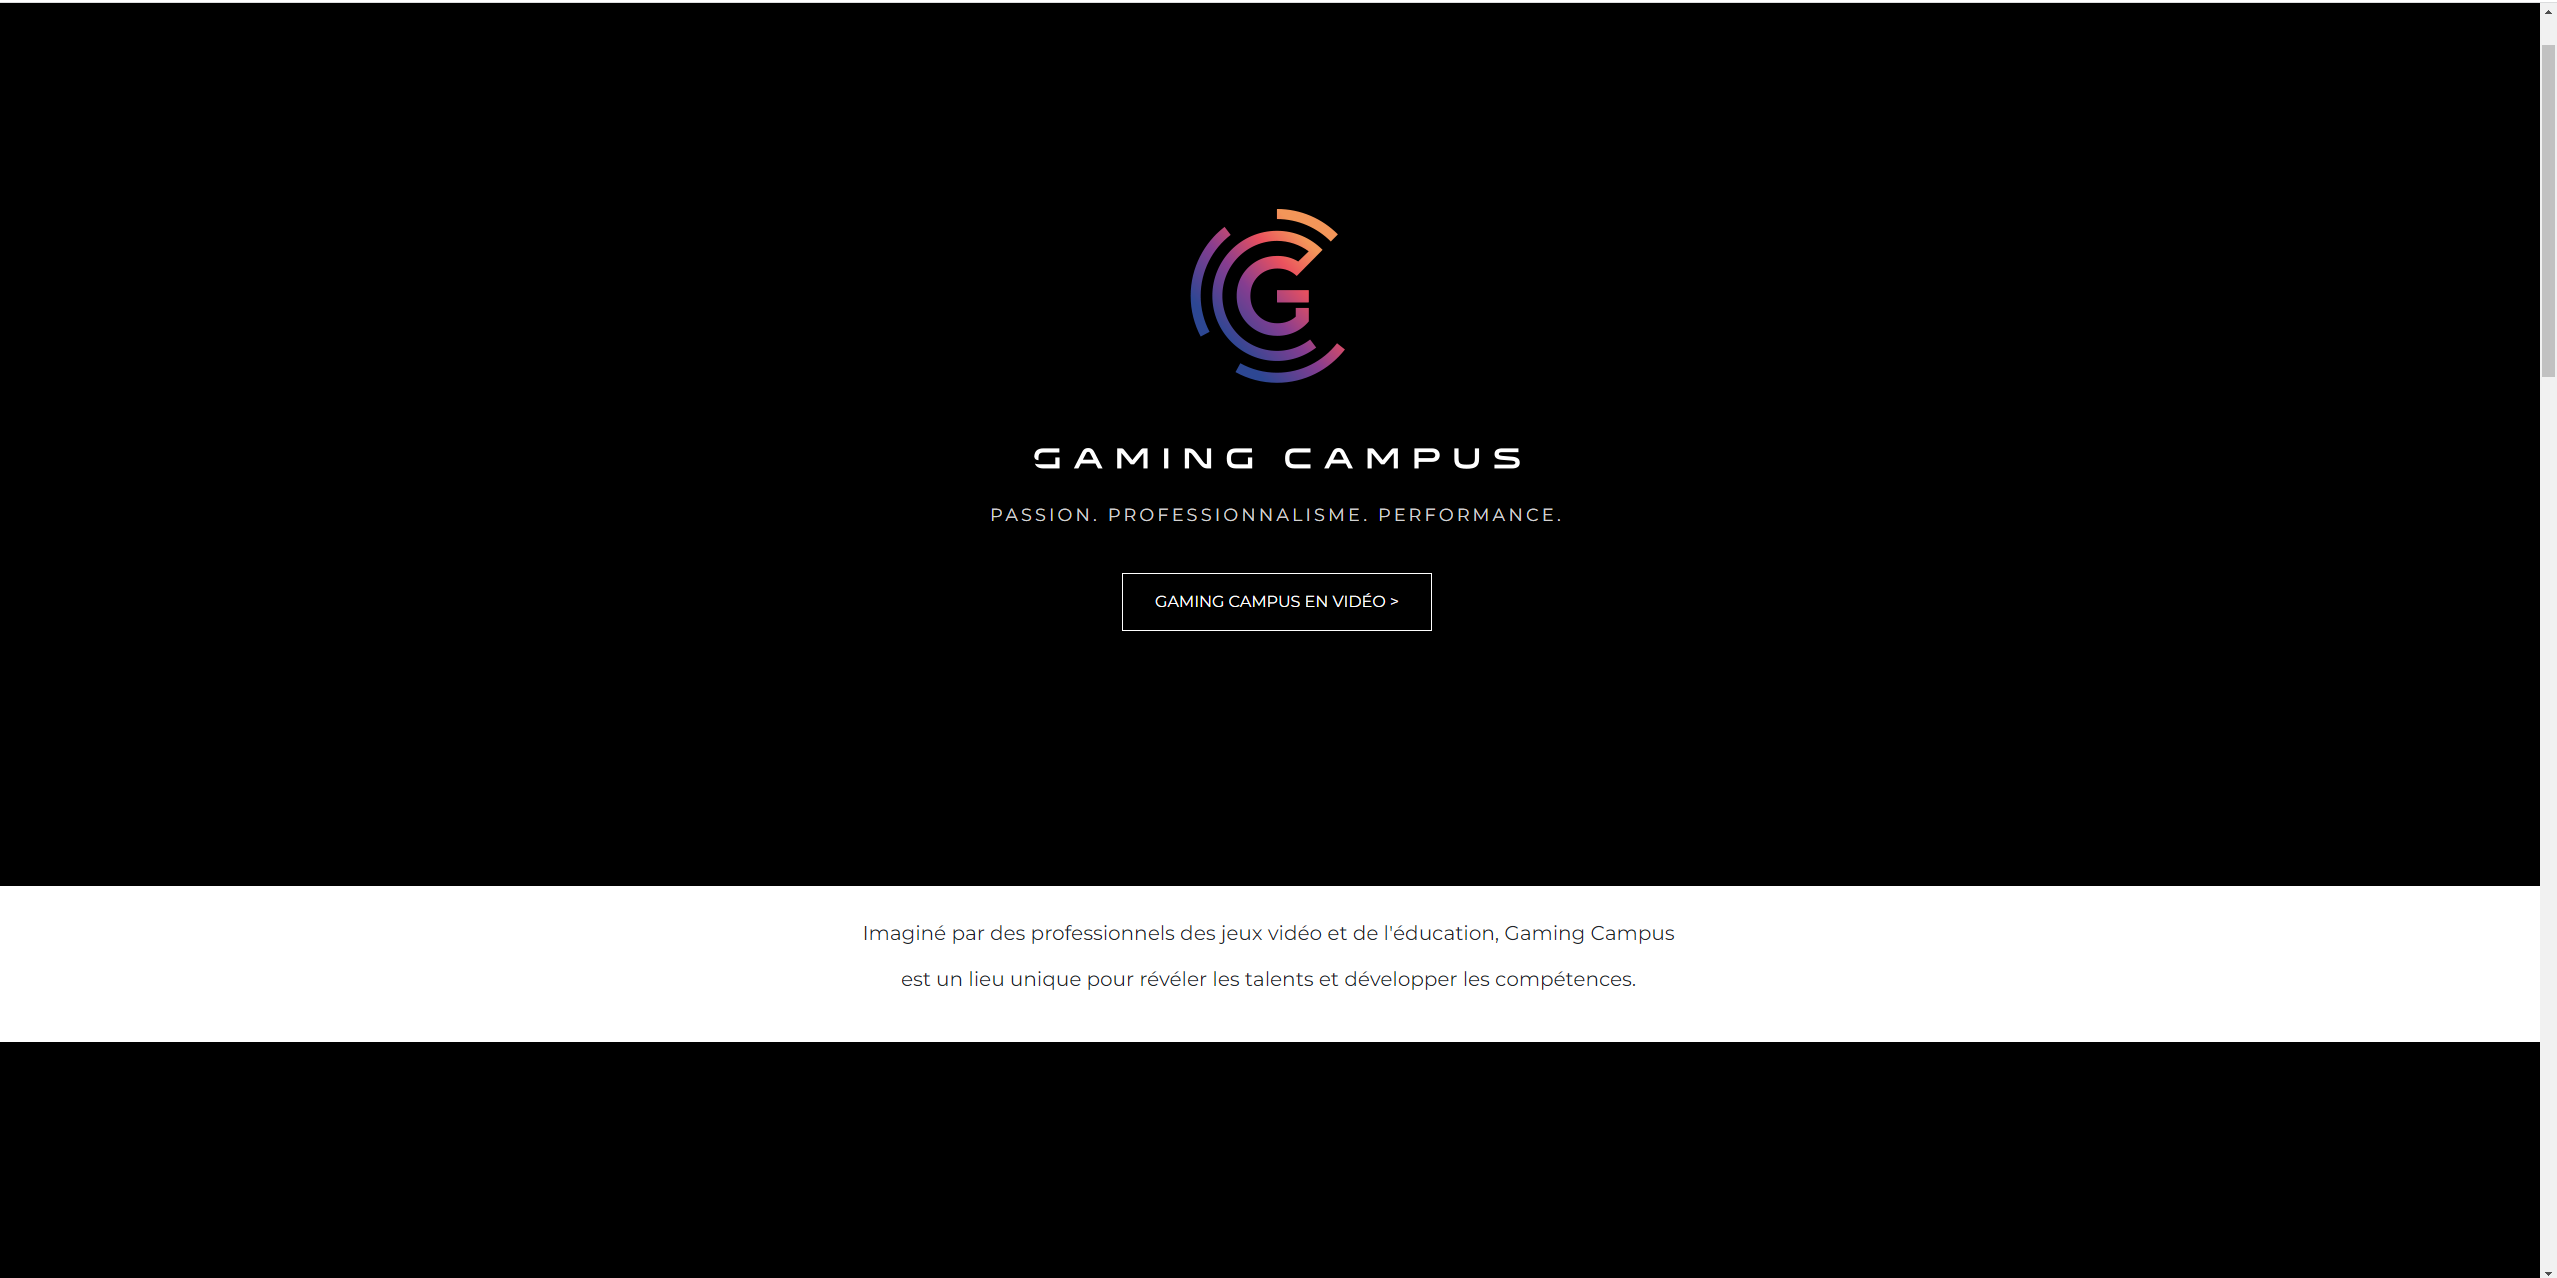 GAMING CAMPUS
PASSION. PROFESSIONNALISME. PERFORMANCE.
GAMING CAMPUS EN VIDÉO >
Imaginé par des professionnels des jeux vidéo et de l'éducation, Gaming Campus
est un lieu unique pour révéler les talents et développer les compétences.